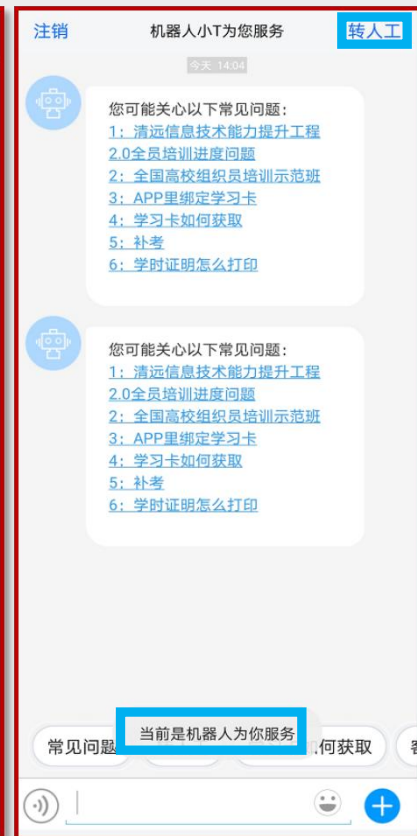 注销 机器人小T为您服务 转人工
今天 14:04
您可能关心以下常见问题：
1：清远信息技术能力提升工程
2.0全员培训进度问题
2：全国高校组织员培训示范班
3：APP里绑定学习卡
4：学习卡如何获取
5：补考
6：学时证明怎么打印
您可能关心以下常见问题：
1：清远信息技术能力提升工程
2.0全员培训进度问题
2：全国高校组织员培训示范班
3：APP里绑定学习卡
4：学习卡如何获取
5：补考
6：学时证明怎么打印
当前是机器人为你服务
常见问题 何获取